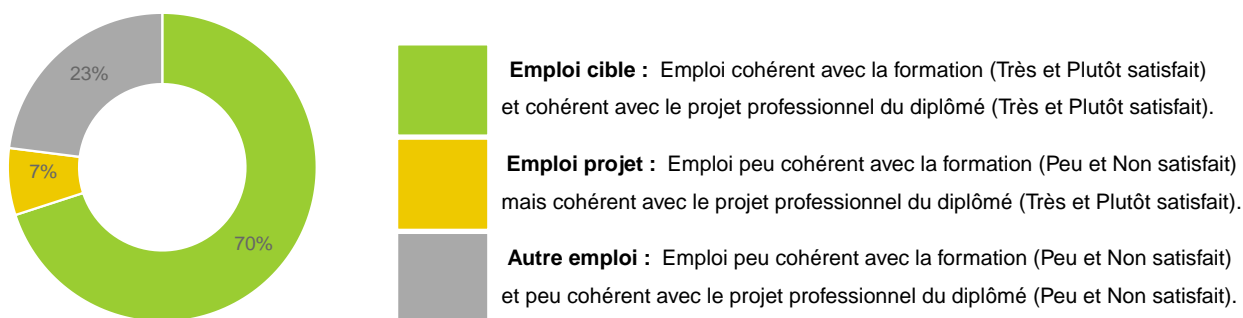 23%
7%
70%
Emploi cible : Emploi cohérent avec la formation (Très et Plutôt satisfait)
et cohérent avec le projet professionnel du diplômé (Très et Plutôt satisfait).
Emploi projet : Emploi peu cohérent avec la formation (Peu et Non satisfait)
mais cohérent avec le projet professionnel du diplômé (Très et Plutôt satisfait).
Autre emploi : Emploi peu cohérent avec la formation (Peu et Non satisfait)
et peu cohérent avec le projet professionnel du diplômé (Peu et Non satisfait).